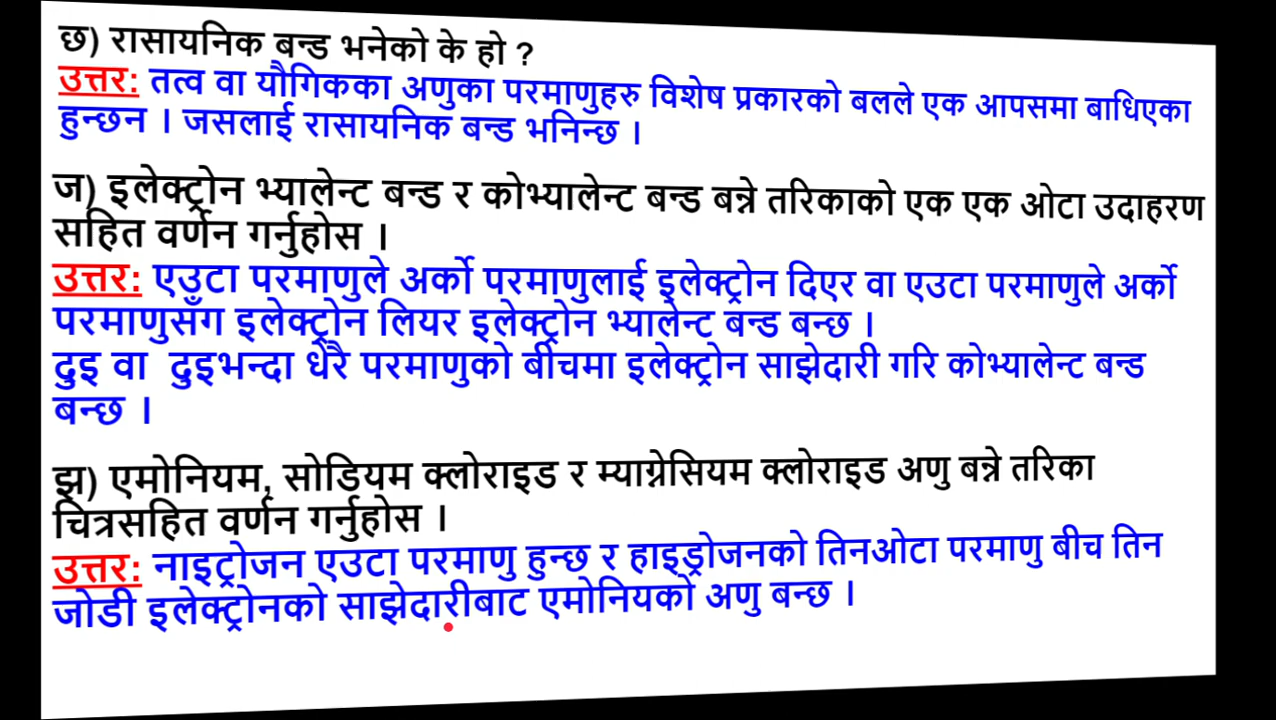 छ) रासायनिक बन्ड भनेको के हो ?
उत्तर: तत्व वा यौगिकका अणुका परमाणुहरु विशेष प्रकारको बलले एक आपसमा बाधिएका
हुन्छन । जसलाई रासायनिक बन्ड भनिन्छ ।
ज) इलेक्ट्रोन भ्यालेन्ट बन्ड र कोभ्यालेन्ट बन्ड बन्ने तरिकाको एक एक ओटा उदाहरण
सहित वर्णन गर्नुहोस ।
उत्तर: एउटा परमाणुले अर्को परमाणुलाई इलेक्ट्रोन दिएर वा एउटा परमाणुले अर्को
परमाणुसँग इलेक्ट्रोन लियर इलेक्ट्रोन भ्यालेन्ट बन्ड बन्छ ।
दुइ वा दुइभन्दा धेरै परमाणुको बीचमा इलेक्ट्रोन साझेदारी गरि कोभ्यालेन्ट बन्ड
बन्छ ।
झ) एमोनियम, सोडियम क्लोराइड र म्याग्नेसियम क्लोराइड अणु बन्ने तरिका
चित्रसहित वर्णन गर्नुहोस ।
उत्तर: नाइट्रोजन एउटा परमाणु हुन्छ र हाइड्रोजनको तिनओटा परमाणु बीच तिन
जोडी इलेक्ट्रोनको साझेदारीबाट एमोनियको अणु बन्छ ।